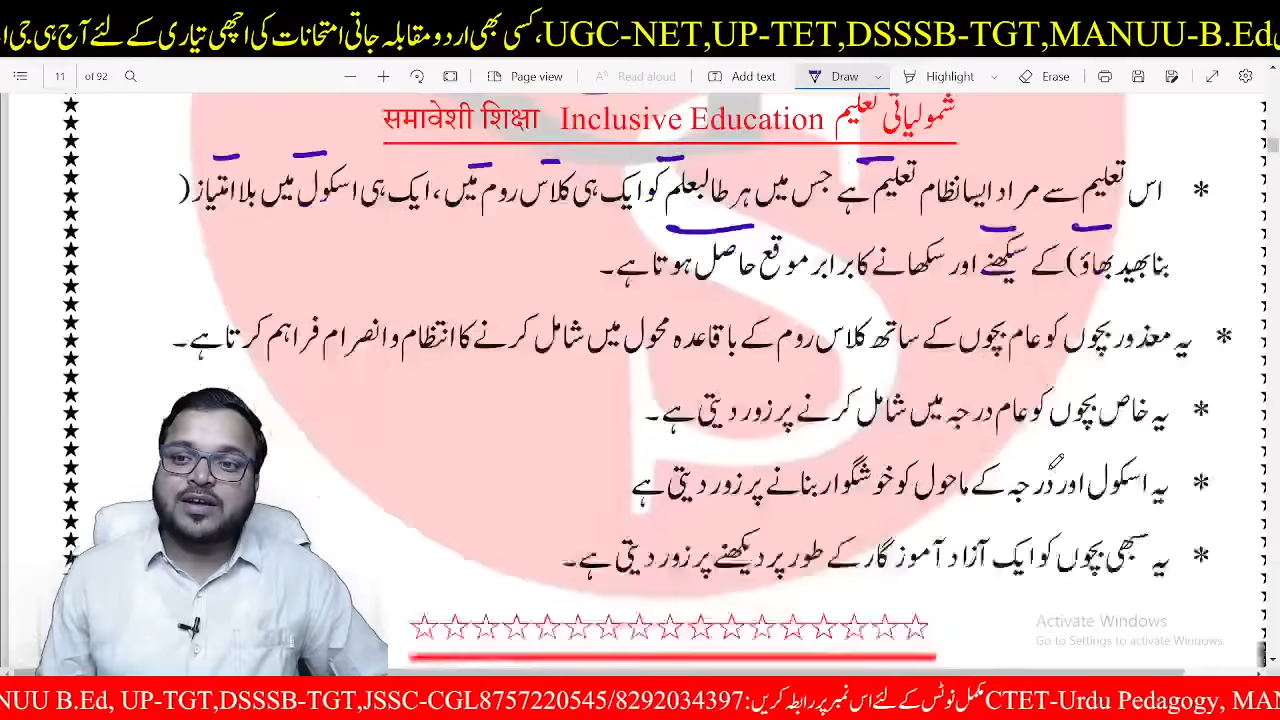 کسی بھی اردو مقابلہ جاتی امتحانات کی اچھی تیاری کے لئے آج ہی جی ا ،UGC-NET,UP-TET,DSSSB-TGT,MANUU-B.Ed
11 of 92 Page view Read aloud Add text Draw Highlight Erase
समावेशी शिक्षा Inclusive Education شمولیاتی تعلیم
* اس تعلیم سے مراد ایسا نظام تعلیم ہے جس میں ہر طالبعلم کو ایک ہی کلاس روم میں، ایک ہی اسکول میں بلا امتیاز (
بنا بھید بھاؤ) کے سیکھنے اور سکھانے کا برابر موقع حاصل ہوتا ہے۔
* یہ معذور بچوں کو عام بچوں کے ساتھ کلاس روم کے باقاعدہ محول میں شامل کرنے کا انتظام و انصرام فراہم کرتا ہے۔
* یہ خاص بچوں کو عام درجہ میں شامل کرنے پر زور دیتی ہے۔
* یہ اسکول اور درجہ کے ماحول کو خوشگوار بنانے پر زور دیتی ہے
* یہ سبھی بچوں کو ایک آزاد آموزگار کے طور پر دیکھنے پر زور دیتی ہے۔
Activate Windows
Go to Settings to activate Windows.
NUU B.Ed, UP-TGT,DSSSB-TGT,JSSC-CGL8757220545/8292034397:مکمل نوٹس کے لئے اس نمبر پر رابطہ کریں CTET-Urdu Pedagogy, MAN